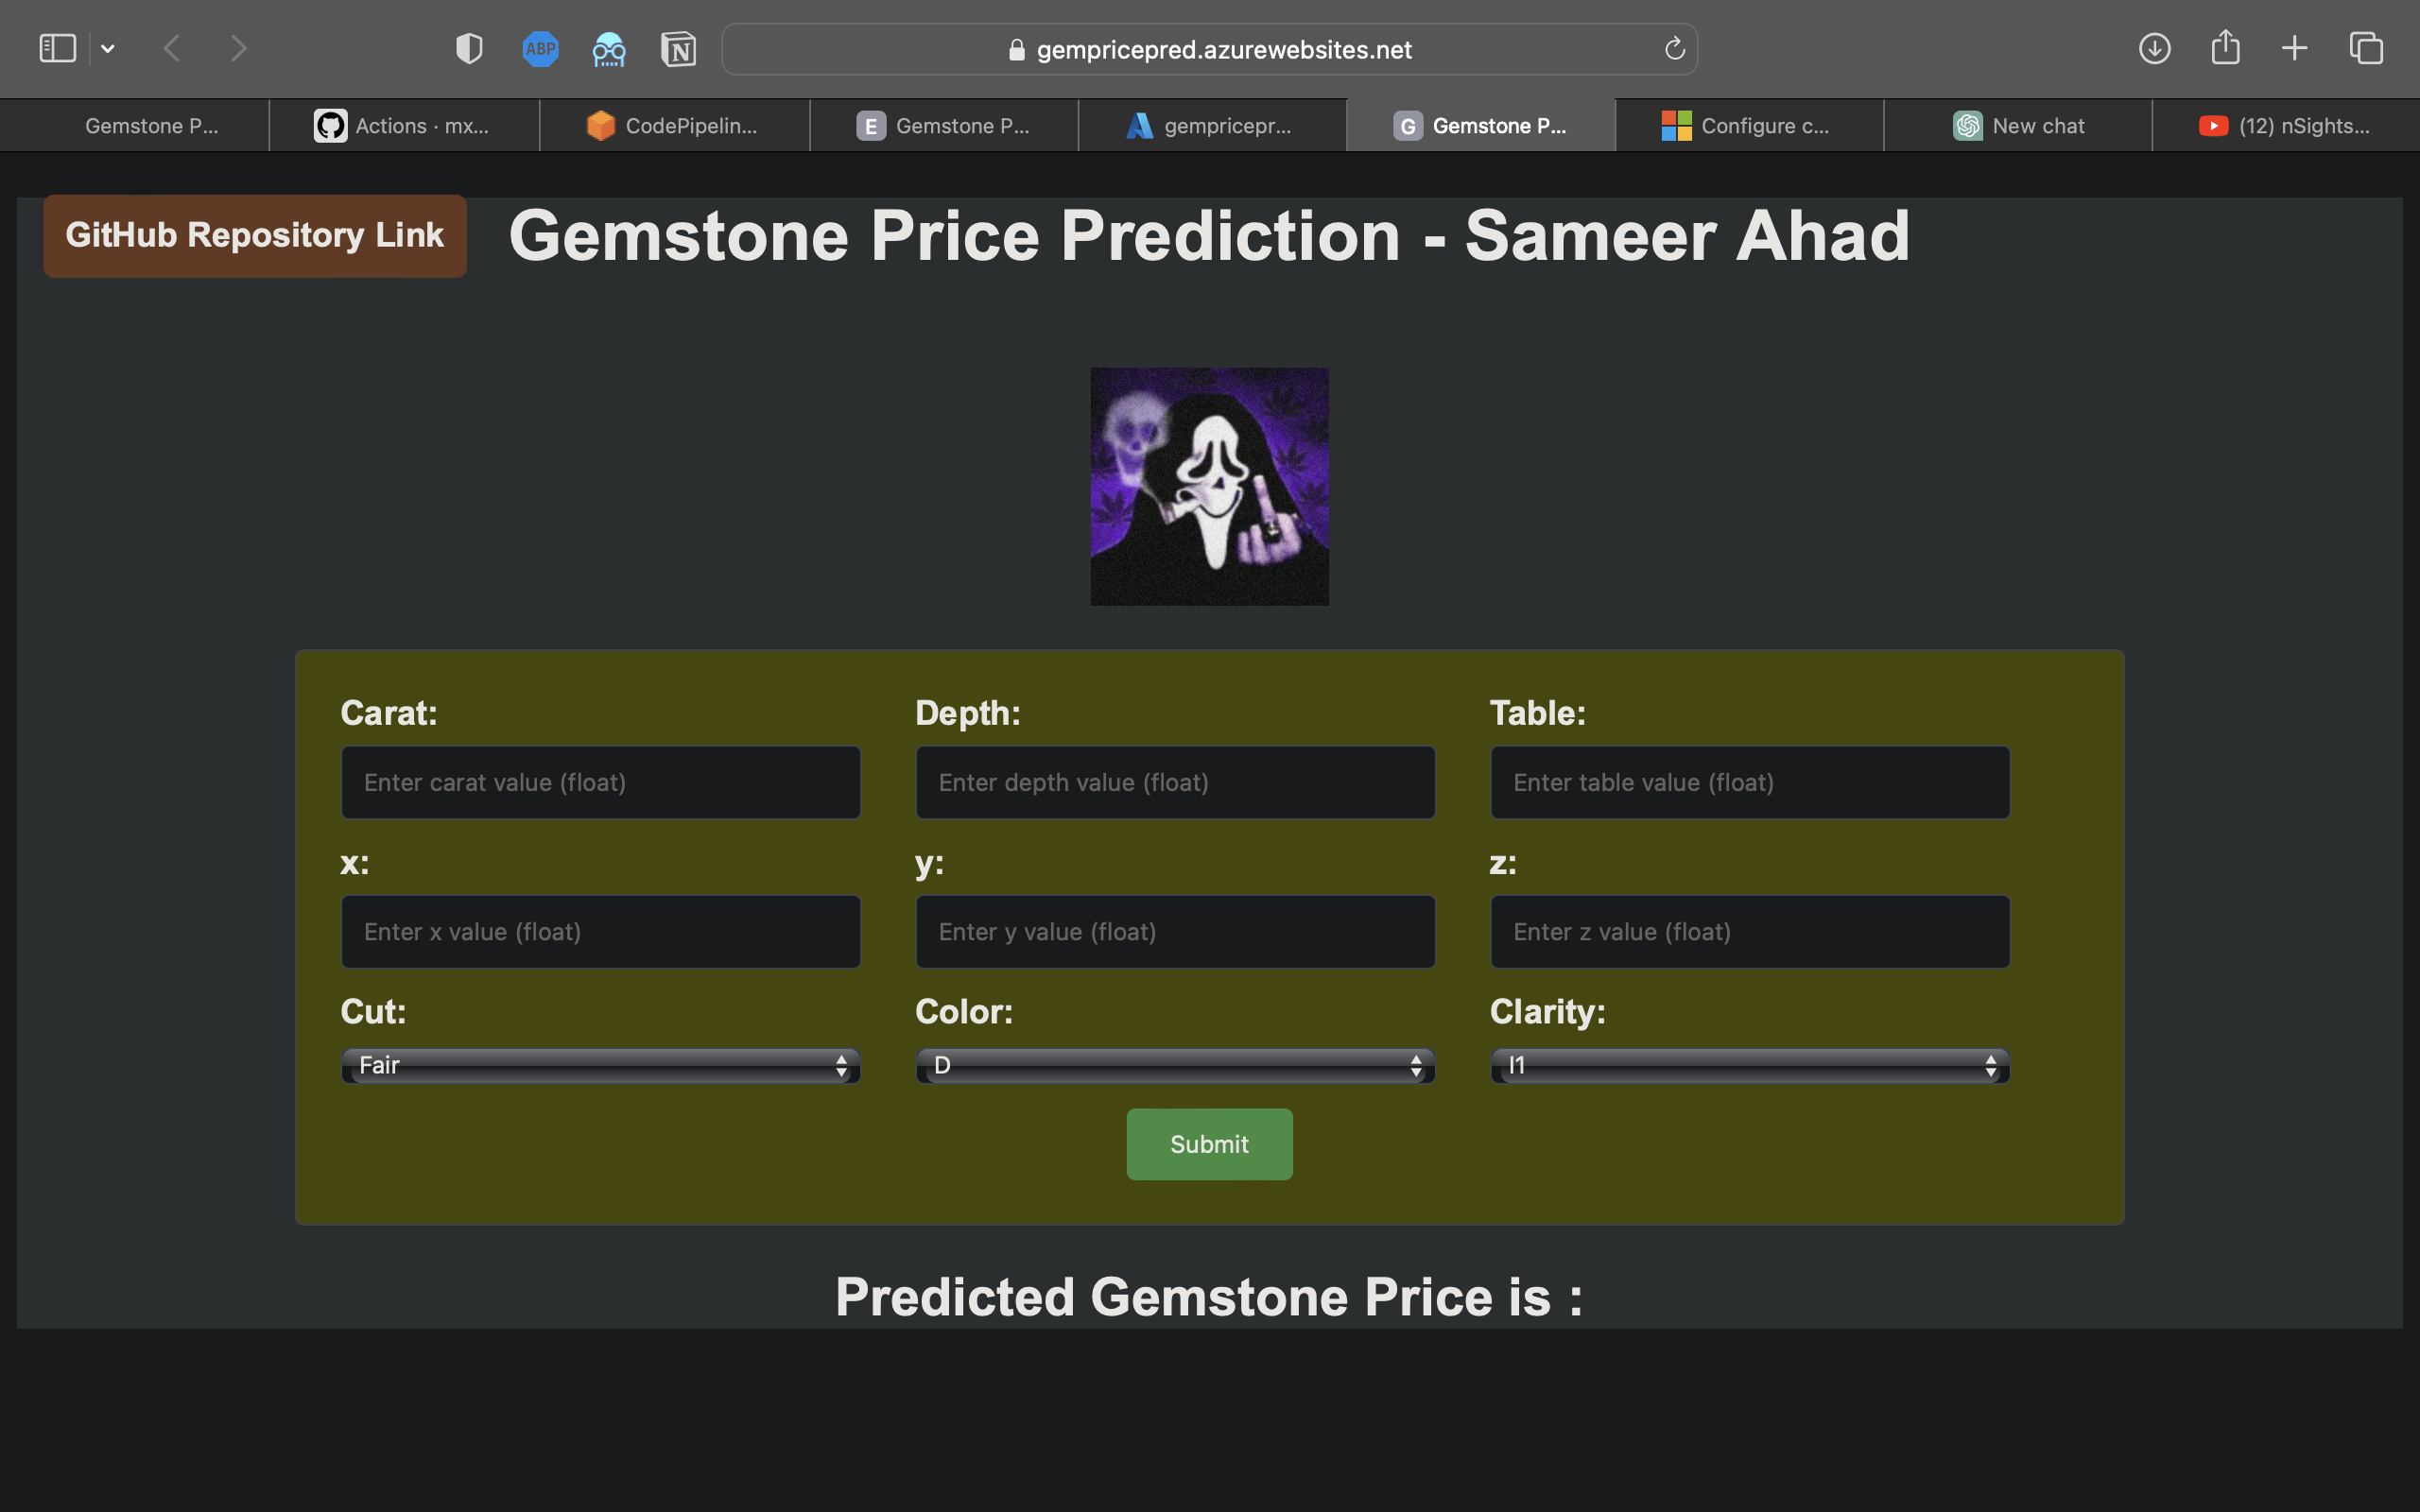 ABP
N
gempricepred.azurewebsites.net
Gemstone P...
Actions · mx...
CodePipelin...
E Gemstone P...
gempricepr...
G Gemstone P...
Configure c...
New chat
(12) nSights...
GitHub Repository Link
Gemstone Price Prediction - Sameer Ahad
Carat: Depth: Table:
Enter carat value (float) Enter depth value (float) Enter table value (float)
x: y: z:
Enter x value (float) Enter y value (float) Enter z value (float)
Cut: Color: Clarity:
Fair D I1
Submit
Predicted Gemstone Price is :